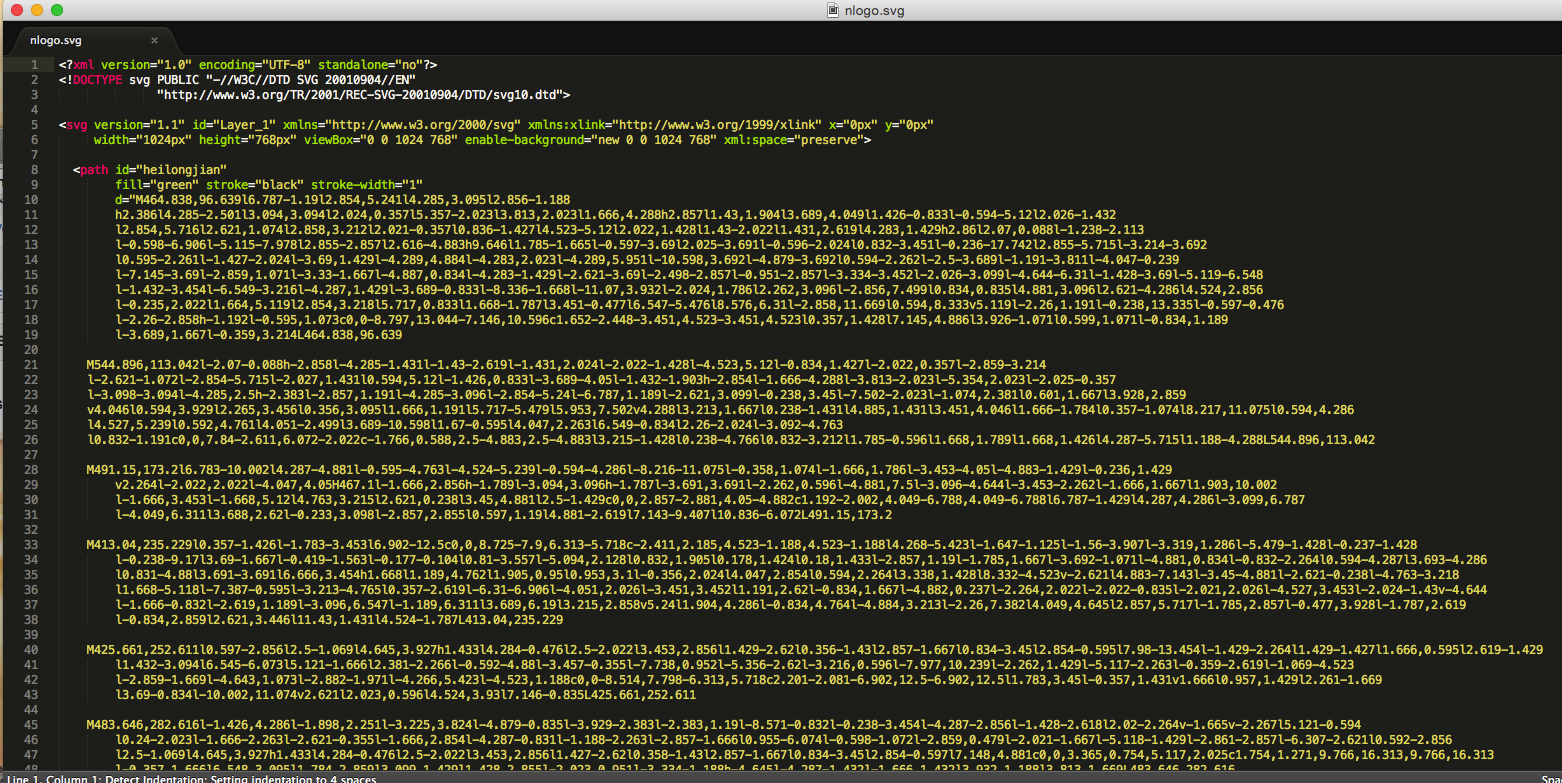 nlogo.svg
nlogo.svg ×
1 <?xml version="1.0" encoding="UTF-8" standalone="no"?>
2 <!DOCTYPE svg PUBLIC "-//W3C//DTD SVG 20010904//EN"
3 "http://www.w3.org/TR/2001/REC-SVG-20010904/DTD/svg10.dtd">
4
5 <svg version="1.1" id="Layer_1" xmlns="http://www.w3.org/2000/svg" xmlns:xlink="http://www.w3.org/1999/xlink" x="0px" y="0px"
6 width="1024px" height="768px" viewBox="0 0 1024 768" enable-background="new 0 0 1024 768" xml:space="preserve">
7
8 <path id="heilongjian"
9 fill="green" stroke="black" stroke-width="1"
10 d="M464.838,96.639l6.787-1.19l2.854,5.241l4.285,3.095l2.856-1.188
11 h2.386l4.285-2.501l3.094,3.094l2.024,0.357l5.357-2.023l3.813,2.023l1.666,4.288h2.857l1.43,1.904l3.689,4.049l1.426-0.833l-0.594-5.12l2.026-1.432
12 l2.854,5.716l2.621,1.074l2.858,3.212l2.021-0.357l0.836-1.427l4.523-5.12l2.022,1.428l1.43-2.022l1.431,2.619l4.283,1.429h2.86l2.07,0.088l-1.238-2.113
13 l-0.598-6.906l-5.115-7.978l2.855-2.857l2.616-4.883h9.646l1.785-1.665l-0.597-3.69l2.025-3.691l-0.596-2.024l0.832-3.451l-0.236-17.742l2.855-5.715l-3.214-3.692
14 l0.595-2.261l-1.427-2.024l-3.69,1.429l-4.289,4.884l-4.283,2.023l-4.289,5.951l-10.598,3.692l-4.879-3.692l0.594-2.262l-2.5-3.689l-1.191-3.811l-4.047-0.239
15 l-7.145-3.69l-2.859,1.071l-3.33-1.667l-4.887,0.834l-4.283-1.429l-2.621-3.69l-2.498-2.857l-0.951-2.857l-3.334-3.452l-2.026-3.099l-4.644-6.31l-1.428-3.69l-5.119-6.548
16 l-1.432-3.454l-6.549-3.216l-4.287,1.429l-3.689-0.833l-8.336-1.668l-11.07,3.932l-2.024,1.786l2.262,3.096l-2.856,7.499l0.834,0.835l4.881,3.096l2.621-4.286l4.524,2.856
17 l-0.235,2.022l1.664,5.119l2.854,3.218l5.717,0.833l1.668-1.787l3.451-0.477l6.547-5.476l8.576,6.31l-2.858,11.669l0.594,8.333v5.119l-2.26,1.191l-0.238,13.335l-0.597-0.476
18 l-2.26-2.858h-1.192l-0.595,1.073c0,0-8.797,13.044-7.146,10.596c1.652-2.448-3.451,4.523-3.451,4.523l0.357,1.428l7.145,4.886l3.926-1.071l0.599,1.071l-0.834,1.189
19 l-3.689,1.667l-0.359,3.214L464.838,96.639
20
21 M544.896,113.042l-2.07-0.088h-2.858l-4.285-1.431l-1.43-2.619l-1.431,2.024l-2.022-1.428l-4.523,5.12l-0.834,1.427l-2.022,0.357l-2.859-3.214
22 l-2.621-1.072l-2.854-5.715l-2.027,1.431l0.594,5.12l-1.426,0.833l-3.689-4.05l-1.432-1.903h-2.854l-1.666-4.288l-3.813-2.023l-5.354,2.023l-2.025-0.357
23 l-3.098-3.094l-4.285,2.5h-2.383l-2.857,1.191l-4.285-3.096l-2.854-5.24l-6.787,1.189l-2.621,3.099l-0.238,3.45l-7.502-2.023l-1.074,2.381l0.601,1.667l3.928,2.859
24 v4.046l0.594,3.929l2.265,3.456l0.356,3.095l1.666,1.191l5.717-5.479l5.953,7.502v4.288l3.213,1.667l0.238-1.431l4.885,1.431l3.451,4.046l1.666-1.784l0.357-1.074l8.217,11.075l0.594,4.286
25 l4.527,5.239l0.592,4.761l4.051-2.499l3.689-10.598l1.67-0.595l4.047,2.263l6.549-0.834l2.26-2.024l-3.092-4.763
26 l0.832-1.191c0,0,7.84-2.611,6.072-2.022c-1.766,0.588,2.5-4.883,2.5-4.883l3.215-1.428l0.238-4.766l0.832-3.212l1.785-0.596l1.668,1.789l1.668,1.426l4.287-5.715l1.188-4.288L544.896,113.042
27
28 M491.15,173.2l6.783-10.002l4.287-4.881l-0.595-4.763l-4.524-5.239l-0.594-4.286l-8.216-11.075l-0.358,1.074l-1.666,1.786l-3.453-4.05l-4.883-1.429l-0.236,1.429
29 v2.264l-2.022,2.022l-4.047,4.05H467.1l-1.666,2.856h-1.789l-3.094,3.096h-1.787l-3.691,3.691l-2.262,0.596l-4.881,7.5l-3.096-4.644l-3.453-2.262l-1.666,1.667l1.903,10.002
30 l-1.666,3.453l-1.668,5.12l4.763,3.215l2.621,0.238l3.45,4.881l2.5-1.429c0,0,2.857-2.881,4.05-4.882c1.192-2.002,4.049-6.788,4.049-6.788l6.787-1.429l4.287,4.286l-3.099,6.787
31 l-4.049,6.311l3.688,2.62l-0.233,3.098l-2.857,2.855l0.597,1.19l4.881-2.619l7.143-9.407l10.836-6.072L491.15,173.2
32
33 M413.04,235.229l0.357-1.426l-1.783-3.453l6.902-12.5c0,0,8.725-7.9,6.313-5.718c-2.411,2.185,4.523-1.188,4.523-1.188l4.268-5.423l-1.647-1.125l-1.56-3.907l-3.319,1.286l-5.479-1.428l-0.237-1.428
34 l-0.238-9.17l3.69-1.667l-0.419-1.563l-0.177-0.104l0.81-3.557l-5.094,2.128l0.832,1.905l0.178,1.424l0.18,1.433l-2.857,1.19l-1.785,1.667l-3.692-1.071l-4.881,0.834l-0.832-2.264l0.594-4.287l3.693-4.286
35 l0.831-4.88l3.691-3.691l6.666,3.454h1.668l1.189,4.762l1.905,0.95l0.953,3.1l-0.356,2.024l4.047,2.854l0.594,2.264l3.338,1.428l8.332-4.523v-2.621l4.883-7.143l-3.45-4.881l-2.621-0.238l-4.763-3.218
36 l1.668-5.118l-7.387-0.595l-3.213-4.765l0.357-2.619l-6.31-6.906l-4.051,2.026l-3.451,3.452l1.191,2.62l-0.834,1.667l-4.882,0.237l-2.264,2.022l-2.022-0.835l-2.021,2.026l-4.527,3.453l-2.024-1.43v-4.644
37 l-1.666-0.832l-2.619,1.189l-3.096,6.547l-1.189,6.311l3.689,6.19l3.215,2.858v5.24l1.904,4.286l-0.834,4.764l-4.884,3.213l-2.26,7.382l4.049,4.645l2.857,5.717l-1.785,2.857l-0.477,3.928l-1.787,2.619
38 l-0.834,2.859l2.621,3.446l11.43,1.431l4.524-1.787L413.04,235.229
39
40 M425.661,252.611l0.597-2.856l2.5-1.069l4.645,3.927h1.433l4.284-0.476l2.5-2.022l3.453,2.856l1.429-2.62l1.43l-2.857-1.667l0.834-3.45l2.854-0.595l7.98-13.454l-1.429-2.264l1.429-1.427l1.666,0.595l2.619-1.429
41 l1.432-3.094l6.545-6.073l5.121-1.666l2.381-2.266l-0.592-4.88l-3.457-0.355l-7.738,0.952l-5.356-2.62l-3.216,0.596l-7.977,10.239l-2.262,1.429l-5.117-2.263l-0.359-2.619l-1.069-4.523
42 l-2.859-1.669l-4.643,1.073l-2.882-1.971l-4.266,5.423l-4.523,1.188c0,0-8.514,7.798-6.313,5.718c2.201-2.081-6.902,12.5-6.902,12.5l1.783,3.45l-0.357,1.431v1.666l0.957,1.429l2.261-1.669
43 l3.69-0.834l-10.002,11.074v2.621l2.023,0.596l4.524,3.93l7.146-0.835L425.661,252.611
44
45 M483.646,282.616l-1.426,4.286l-1.898,2.251l-3.225,3.824l-4.879-0.835l-3.929-2.383l-2.383,1.19l-8.571-0.832l-0.238-3.454l-4.287-2.856l-1.428-2.618l2.02-2.264v-1.665v-2.267l5.121-0.594
46 l0.24-2.023l-1.666-2.263l-2.621-0.355l-1.666,2.854l-4.287-0.831l-1.188-2.263l-2.857-1.666l0.955-6.074l-0.598-1.072l-2.859,0.479l-2.021-1.667l-5.118-1.429l-2.861-2.857l-6.307-2.621l0.592-2.856
47 l2.5-1.069l4.645,3.927h1.433l4.284-0.476l2.5-2.022l3.453,2.856l1.427-2.62l0.358-1.43l2.857-1.667l0.834-3.45l2.854-0.597l7.148,4.881c0,0,3.365,0.754,5.117,2.025c1.754,1.271,9.766,16.313,9.766,16.313
Line 1, Column 1; Detect Indentation: Setting indentation to 4 spaces